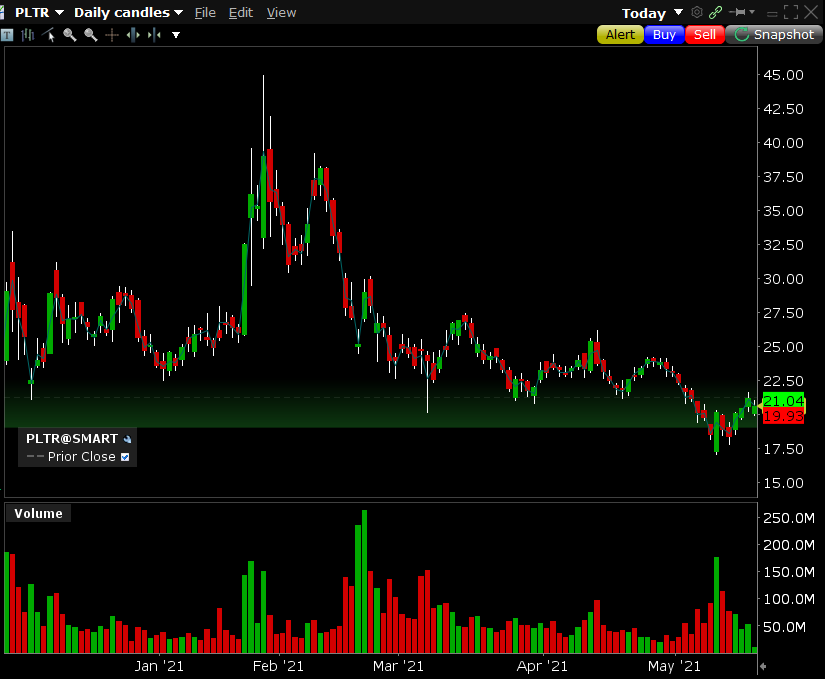 PLTR Daily candles File Edit View Today
T Alert Buy Sell Snapshot
45.00
42.50
40.00
37.50
35.00
32.50
30.00
27.50
25.00
22.50
21.04
19.93
17.50
15.00
PLTR@SMART
Prior Close
Volume
250.0M
200.0M
150.0M
100.0M
50.0M
Jan '21 Feb '21 Mar '21 Apr '21 May '21